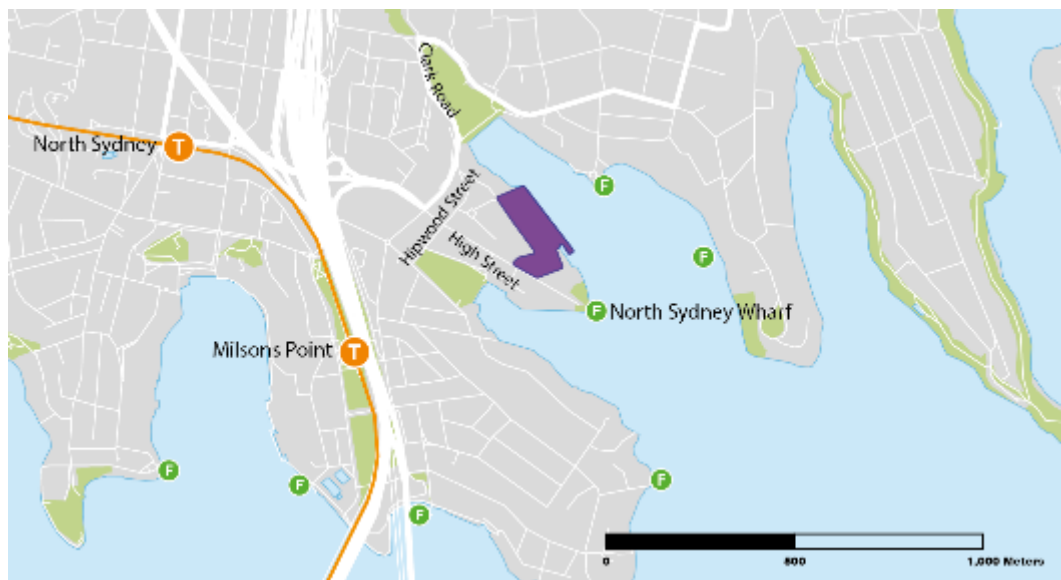 Clark Road
North Sydney T
F
Hipwood Street
High Street
F
F North Sydney Wharf
Milsons Point T
F
F
F
F
0 1,000 Meters